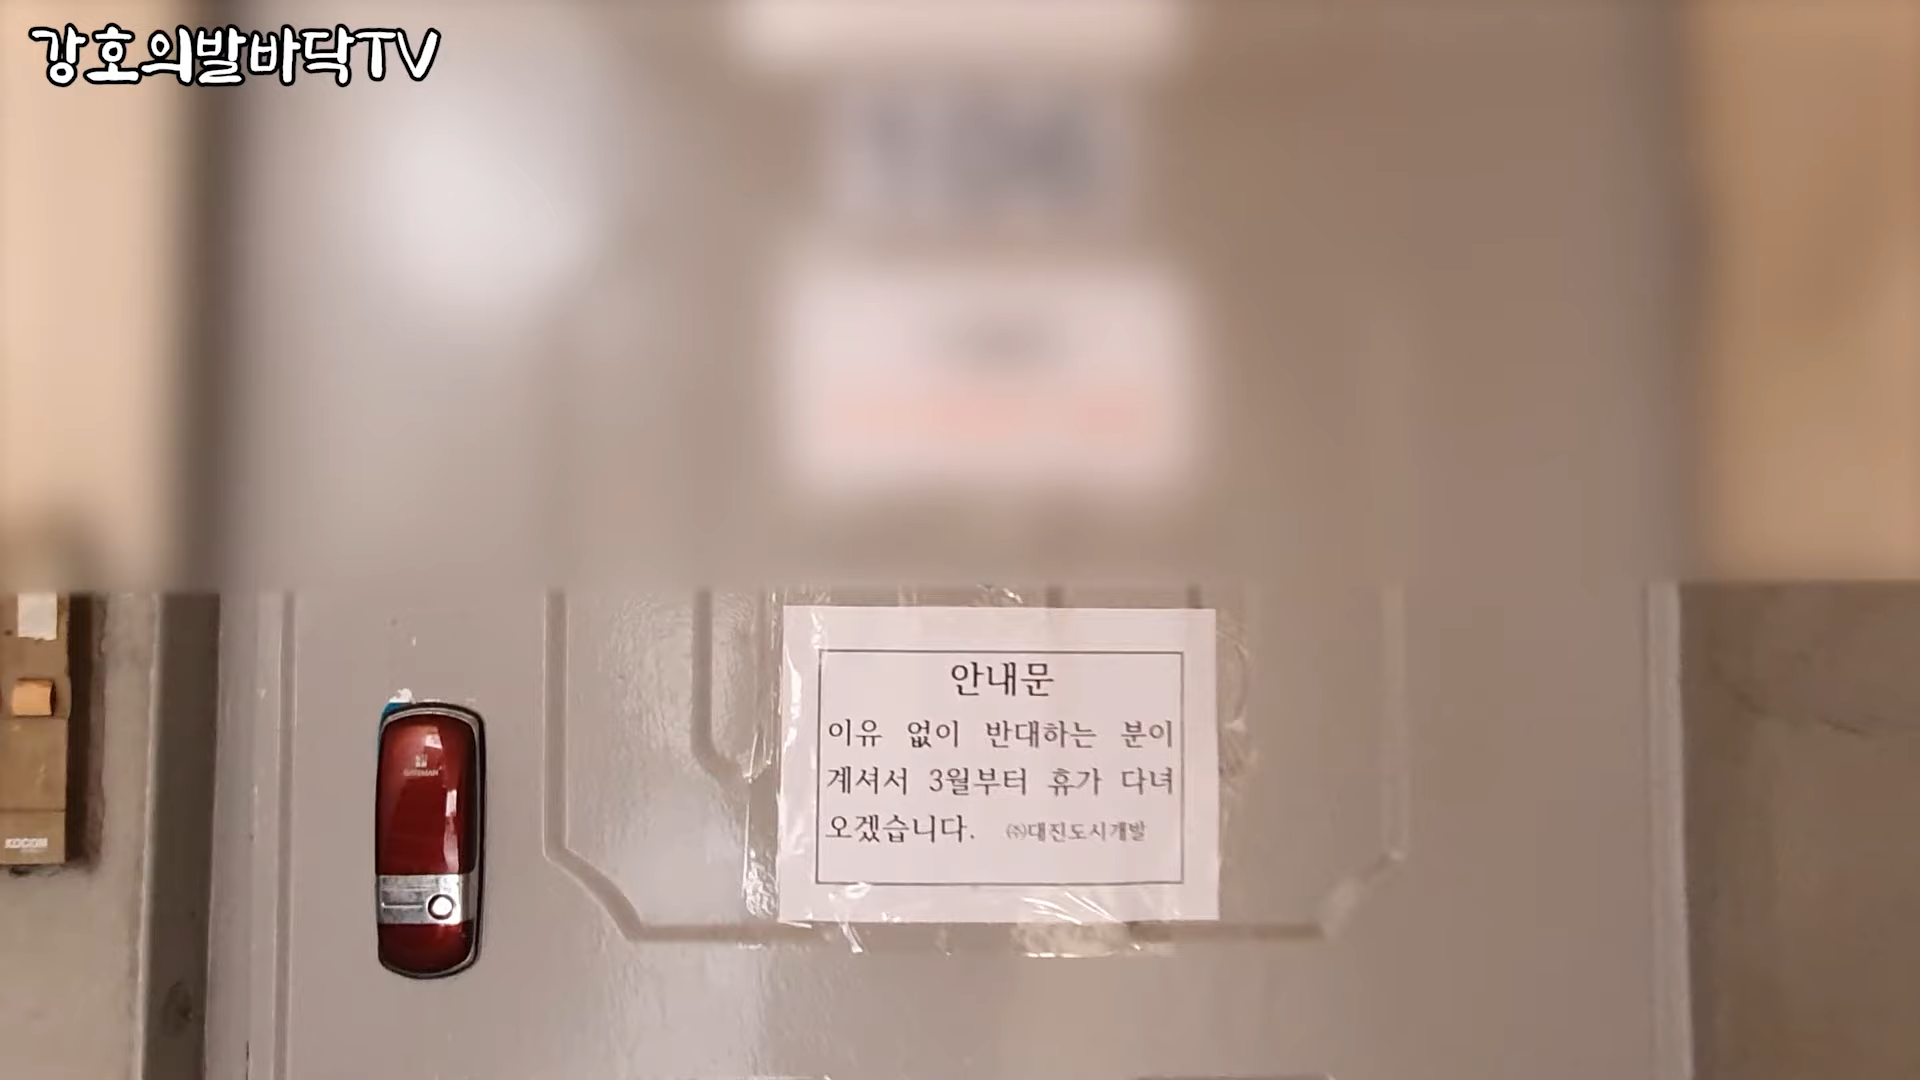 강호의발바닥TV
안내문
이유 없이 반대하는 분이
계셔서 3월부터 휴가 다녀
오겠습니다. ㈜대진도시개발
GATEMAN
KOCOM